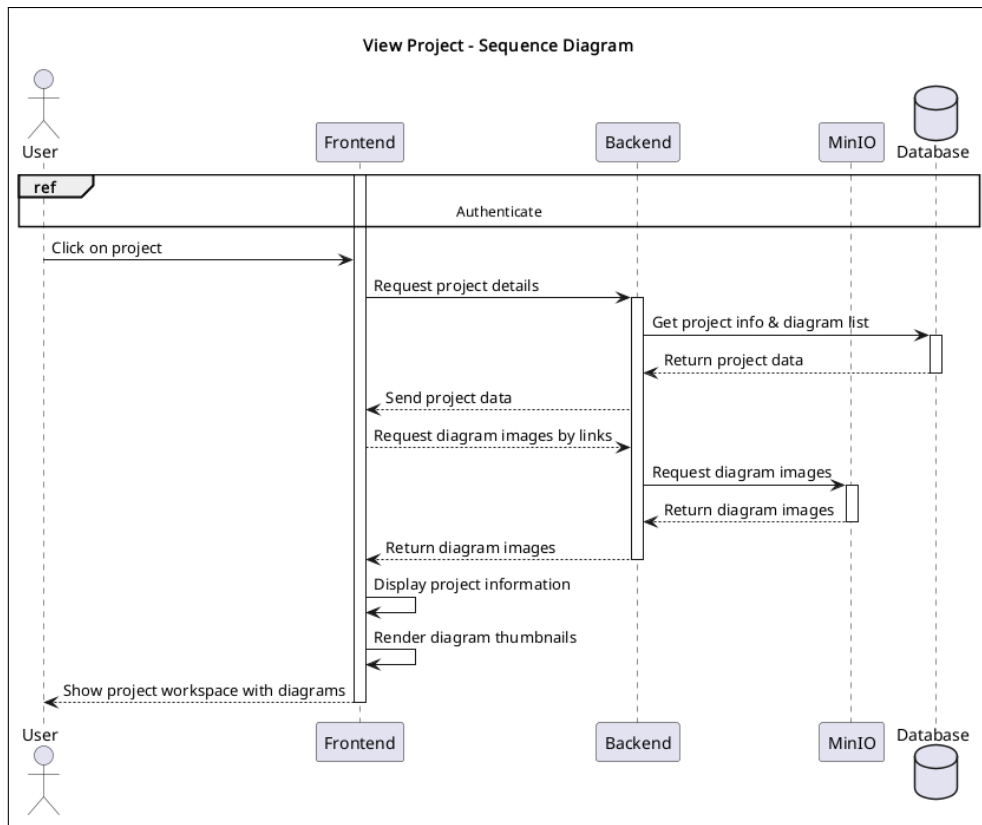 View Project - Sequence Diagram
User
Frontend
Backend
MinIO
Database
ref
Authenticate
Click on project
Request project details
Get project info & diagram list
Return project data
Send project data
Request diagram images by links
Request diagram images
Return diagram images
Return diagram images
Display project information
Render diagram thumbnails
Show project workspace with diagrams
User
Frontend
Backend
MinIO
Database